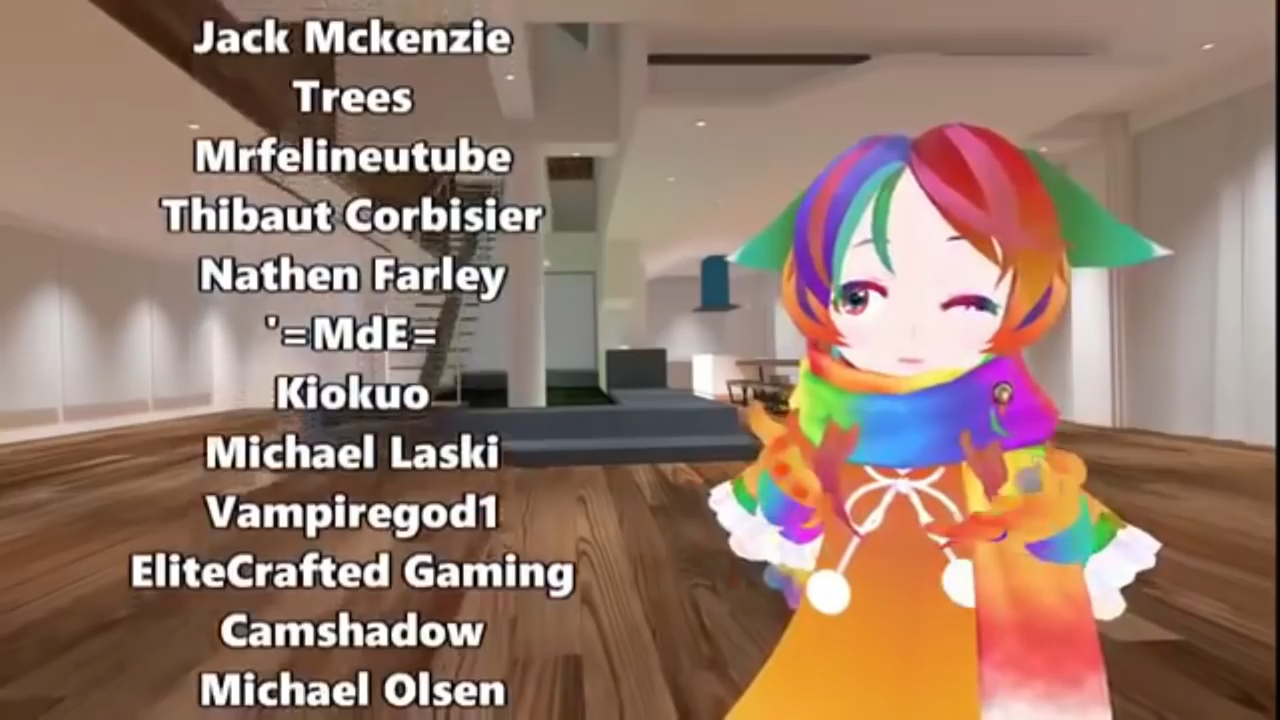 Jack Mckenzie
Trees
Mrfelineutube
Thibaut Corbisier
Nathen Farley
'=MdE=
Kiokuo
Michael Laski
Vampiregod1
EliteCrafted Gaming
Camshadow
Michael Olsen